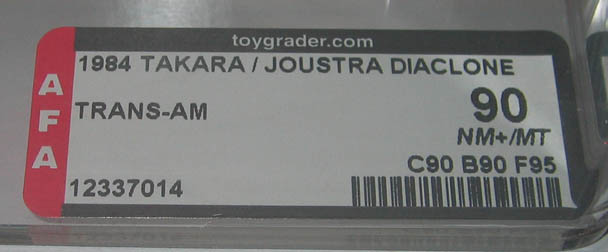 toygrader.com
AFA
1984 TAKARA / JOUSTRA DIACLONE
TRANS-AM
90
NM+/MT
C90 B90 F95
12337014